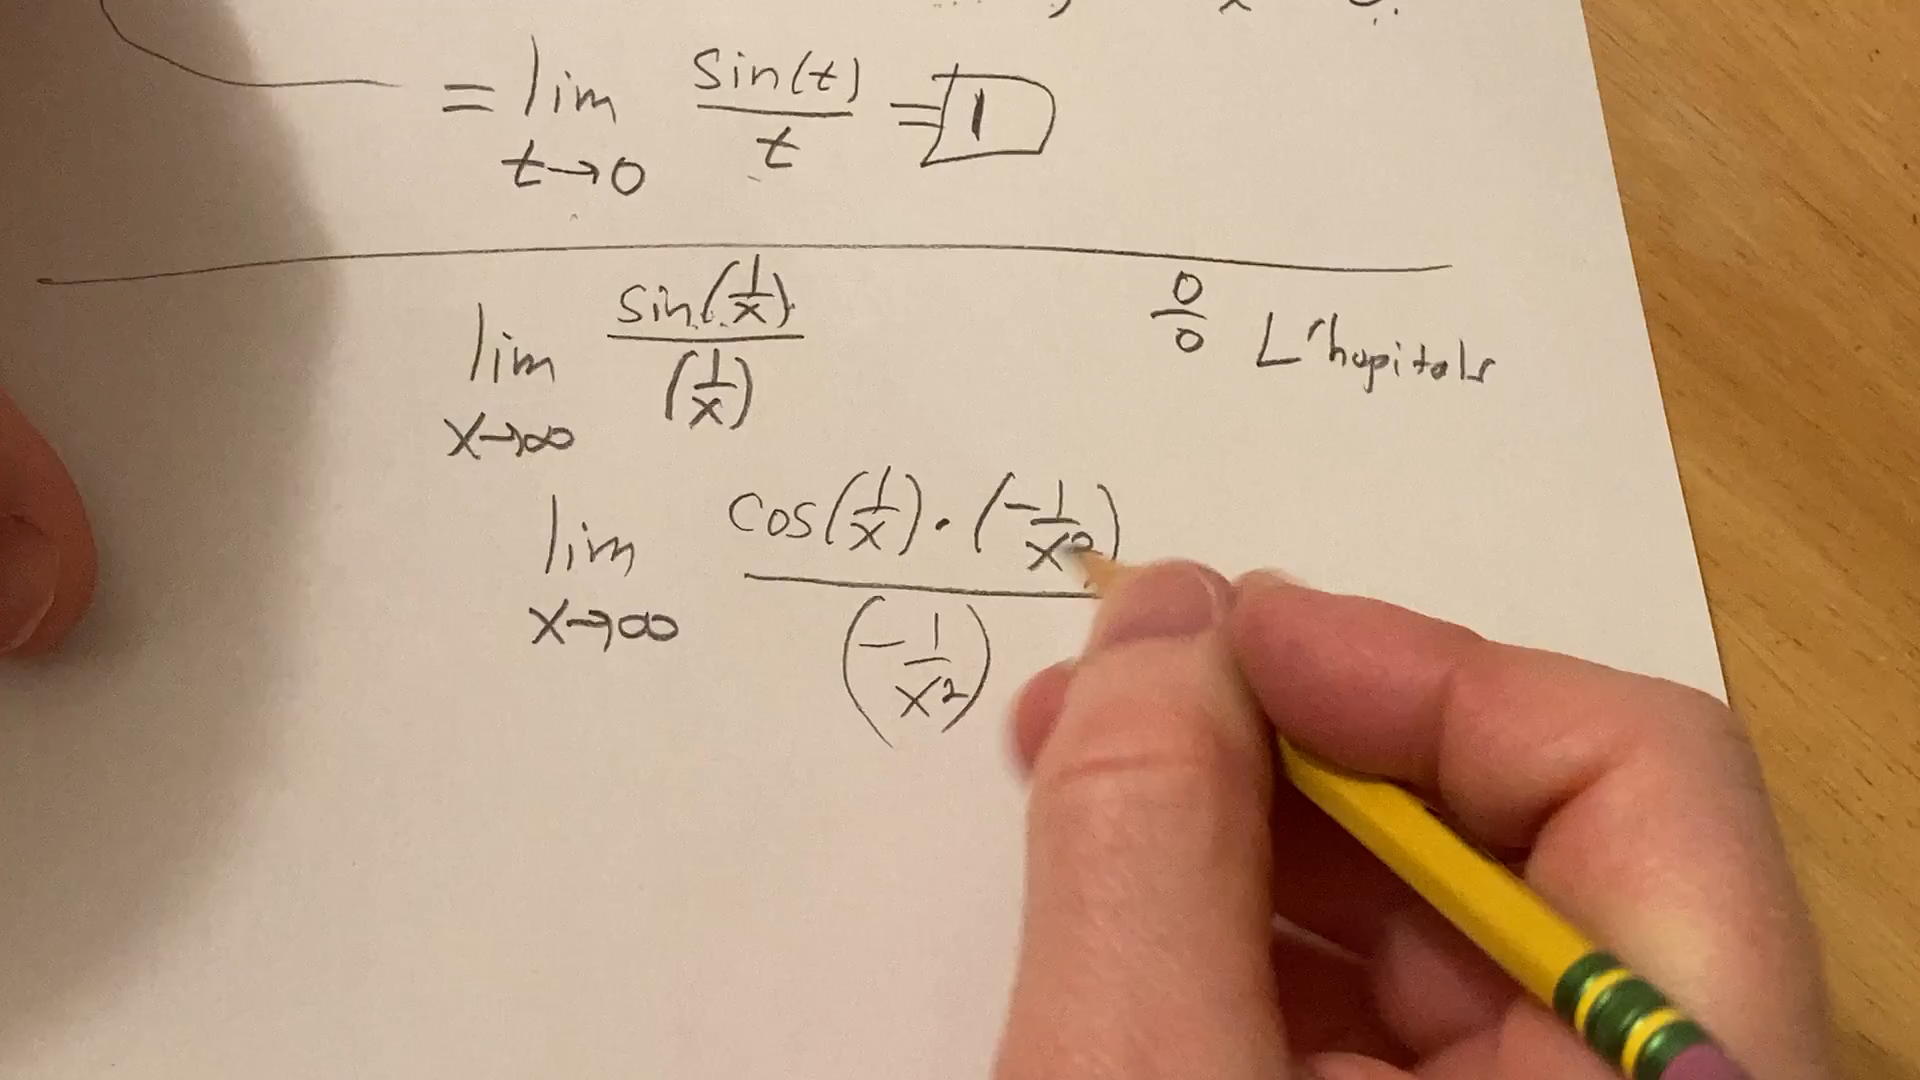 = lim sin(t)/t = 1
t→0
lim sin(1/x)/(1/x) 0/0 L'hopitals
x→∞
lim cos(1/x)·(-1/x²)/(-1/x²)
x→∞